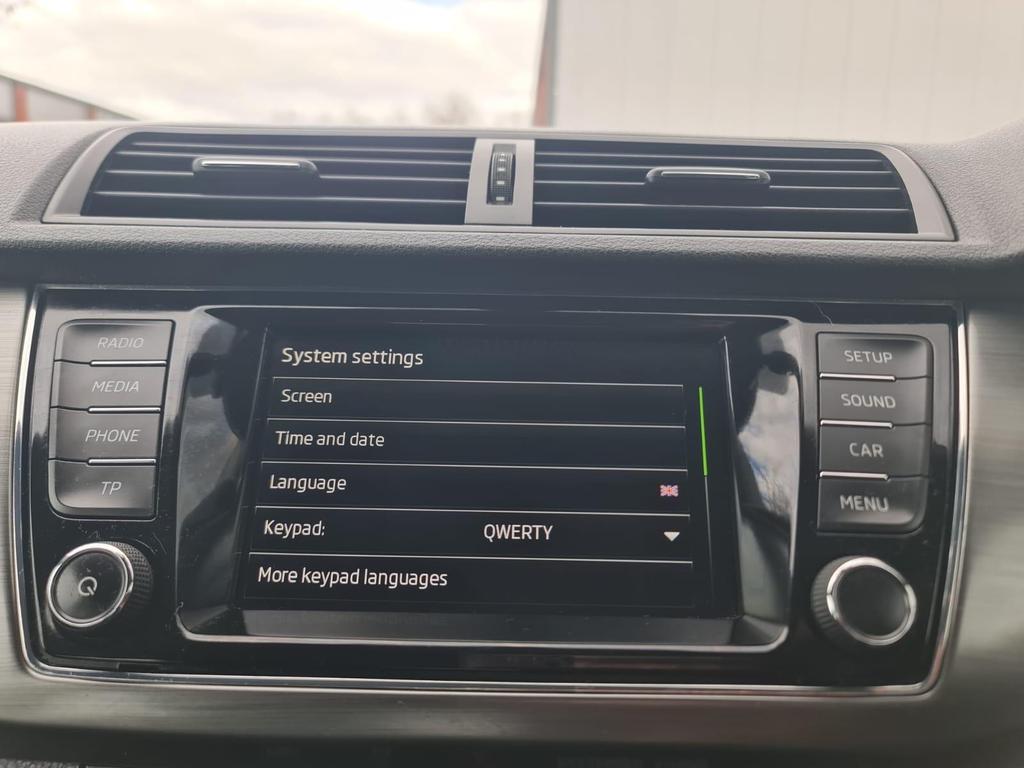 RADIO
MEDIA
PHONE
TP
System settings
Screen
Time and date
Language
Keypad: QWERTY
More keypad languages
SETUP
SOUND
CAR
MENU